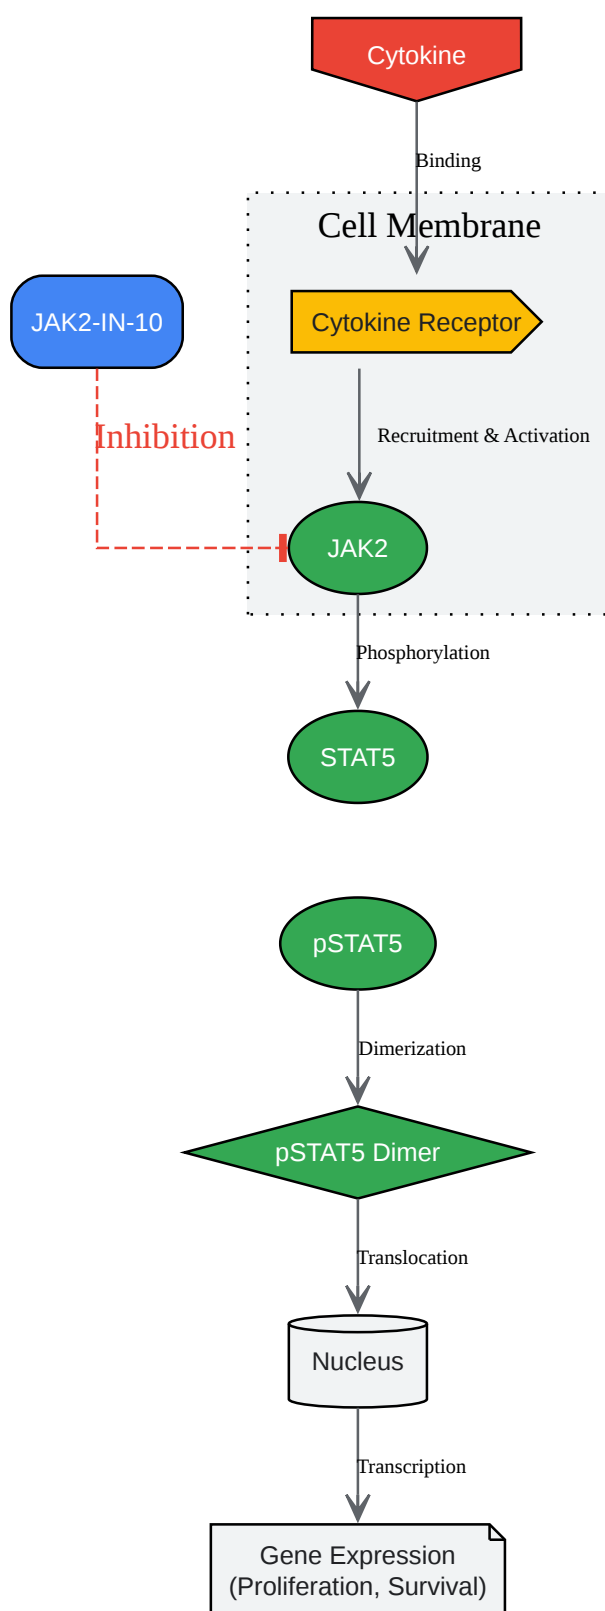 Cytokine
Binding
Cell Membrane
JAK2-IN-10
Cytokine Receptor
Inhibition
Recruitment & Activation
JAK2
Phosphorylation
STAT5
pSTAT5
Dimerization
pSTAT5 Dimer
Translocation
Nucleus
Transcription
Gene Expression
(Proliferation, Survival)